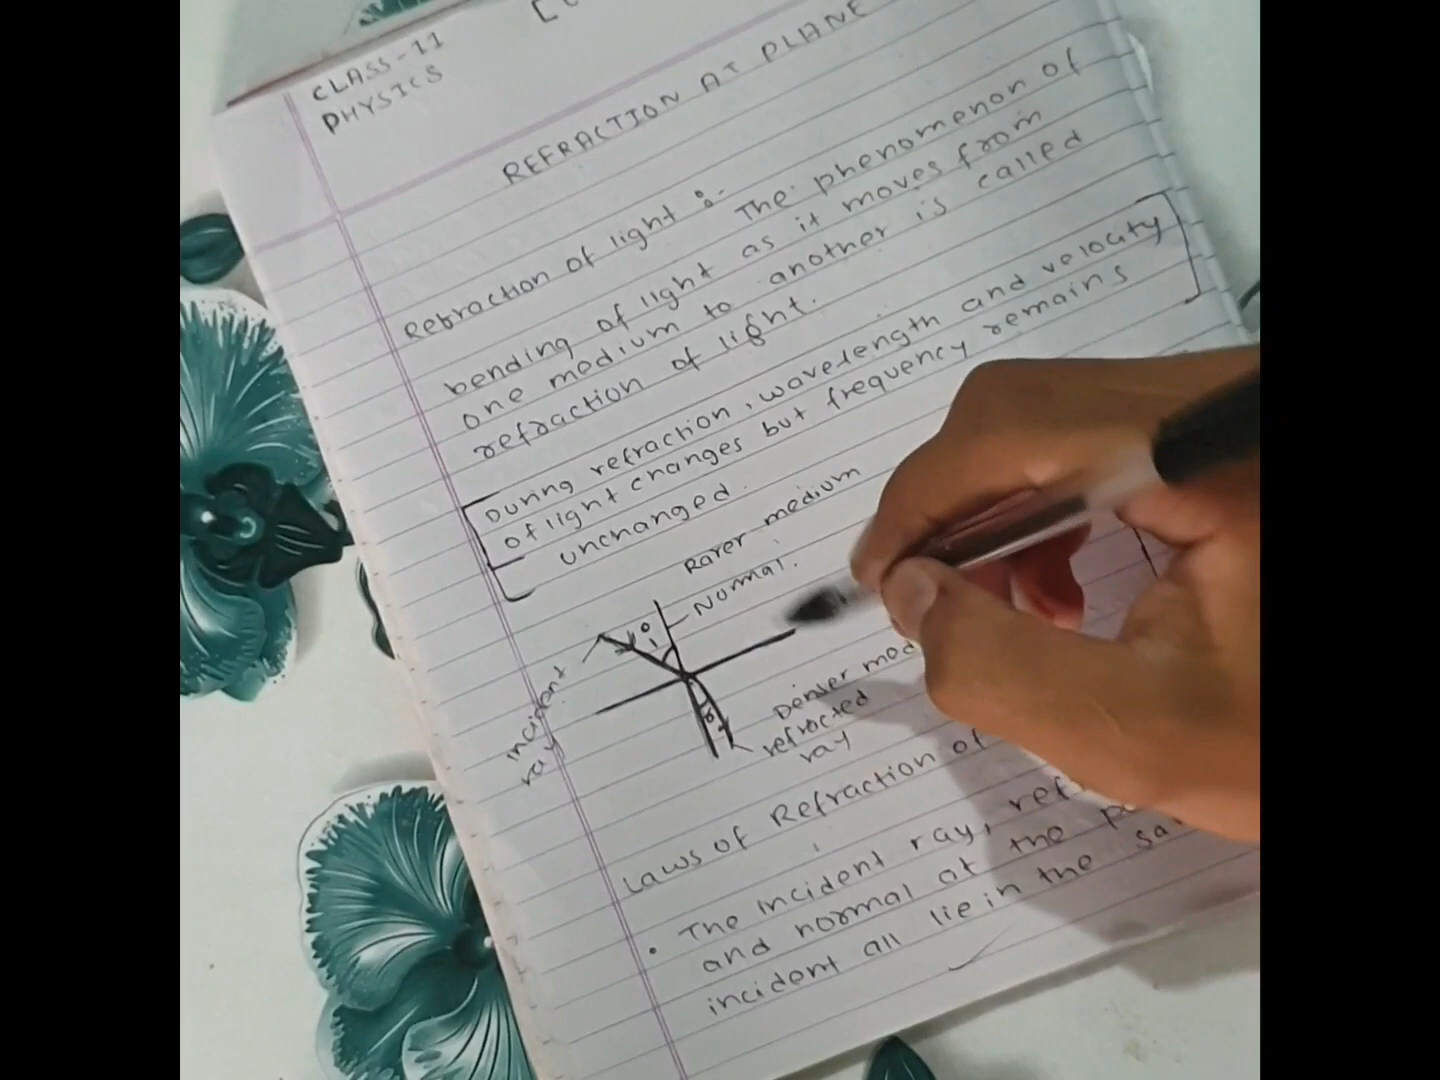 CLASS-11
PHYSICS
REFRACTION AT PLANE
Refraction of light :-
The phenomenon of
bending of light as it moves from
one medium to another is called
refraction of light.
During refraction, wavelength and velocity
of light changes but frequency remains
unchanged.
Rarer medium
Normal.
i
incident
ray
Denser med
refracted
ray
Laws of Refraction of
• The incident ray, ref
and normal at the po
incident all lie in the sa